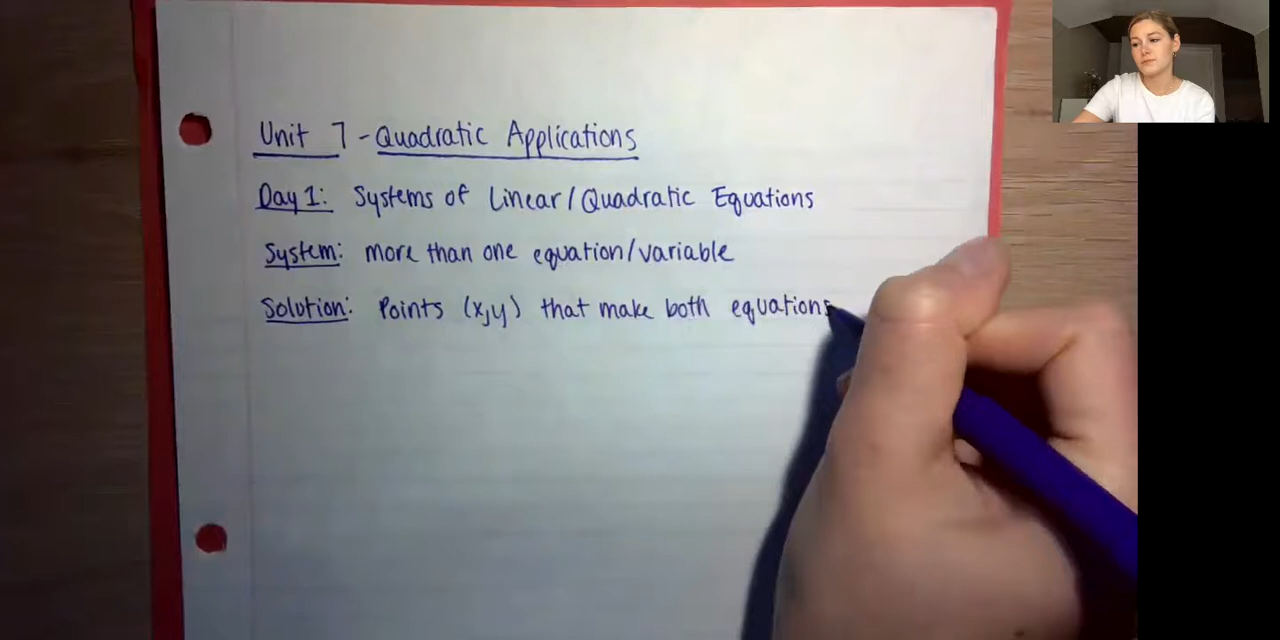 Unit 7 - Quadratic Applications
Day 1: Systems of Linear/Quadratic Equations
System: more than one equation/variable
Solution: Points (x,y) that make both equations